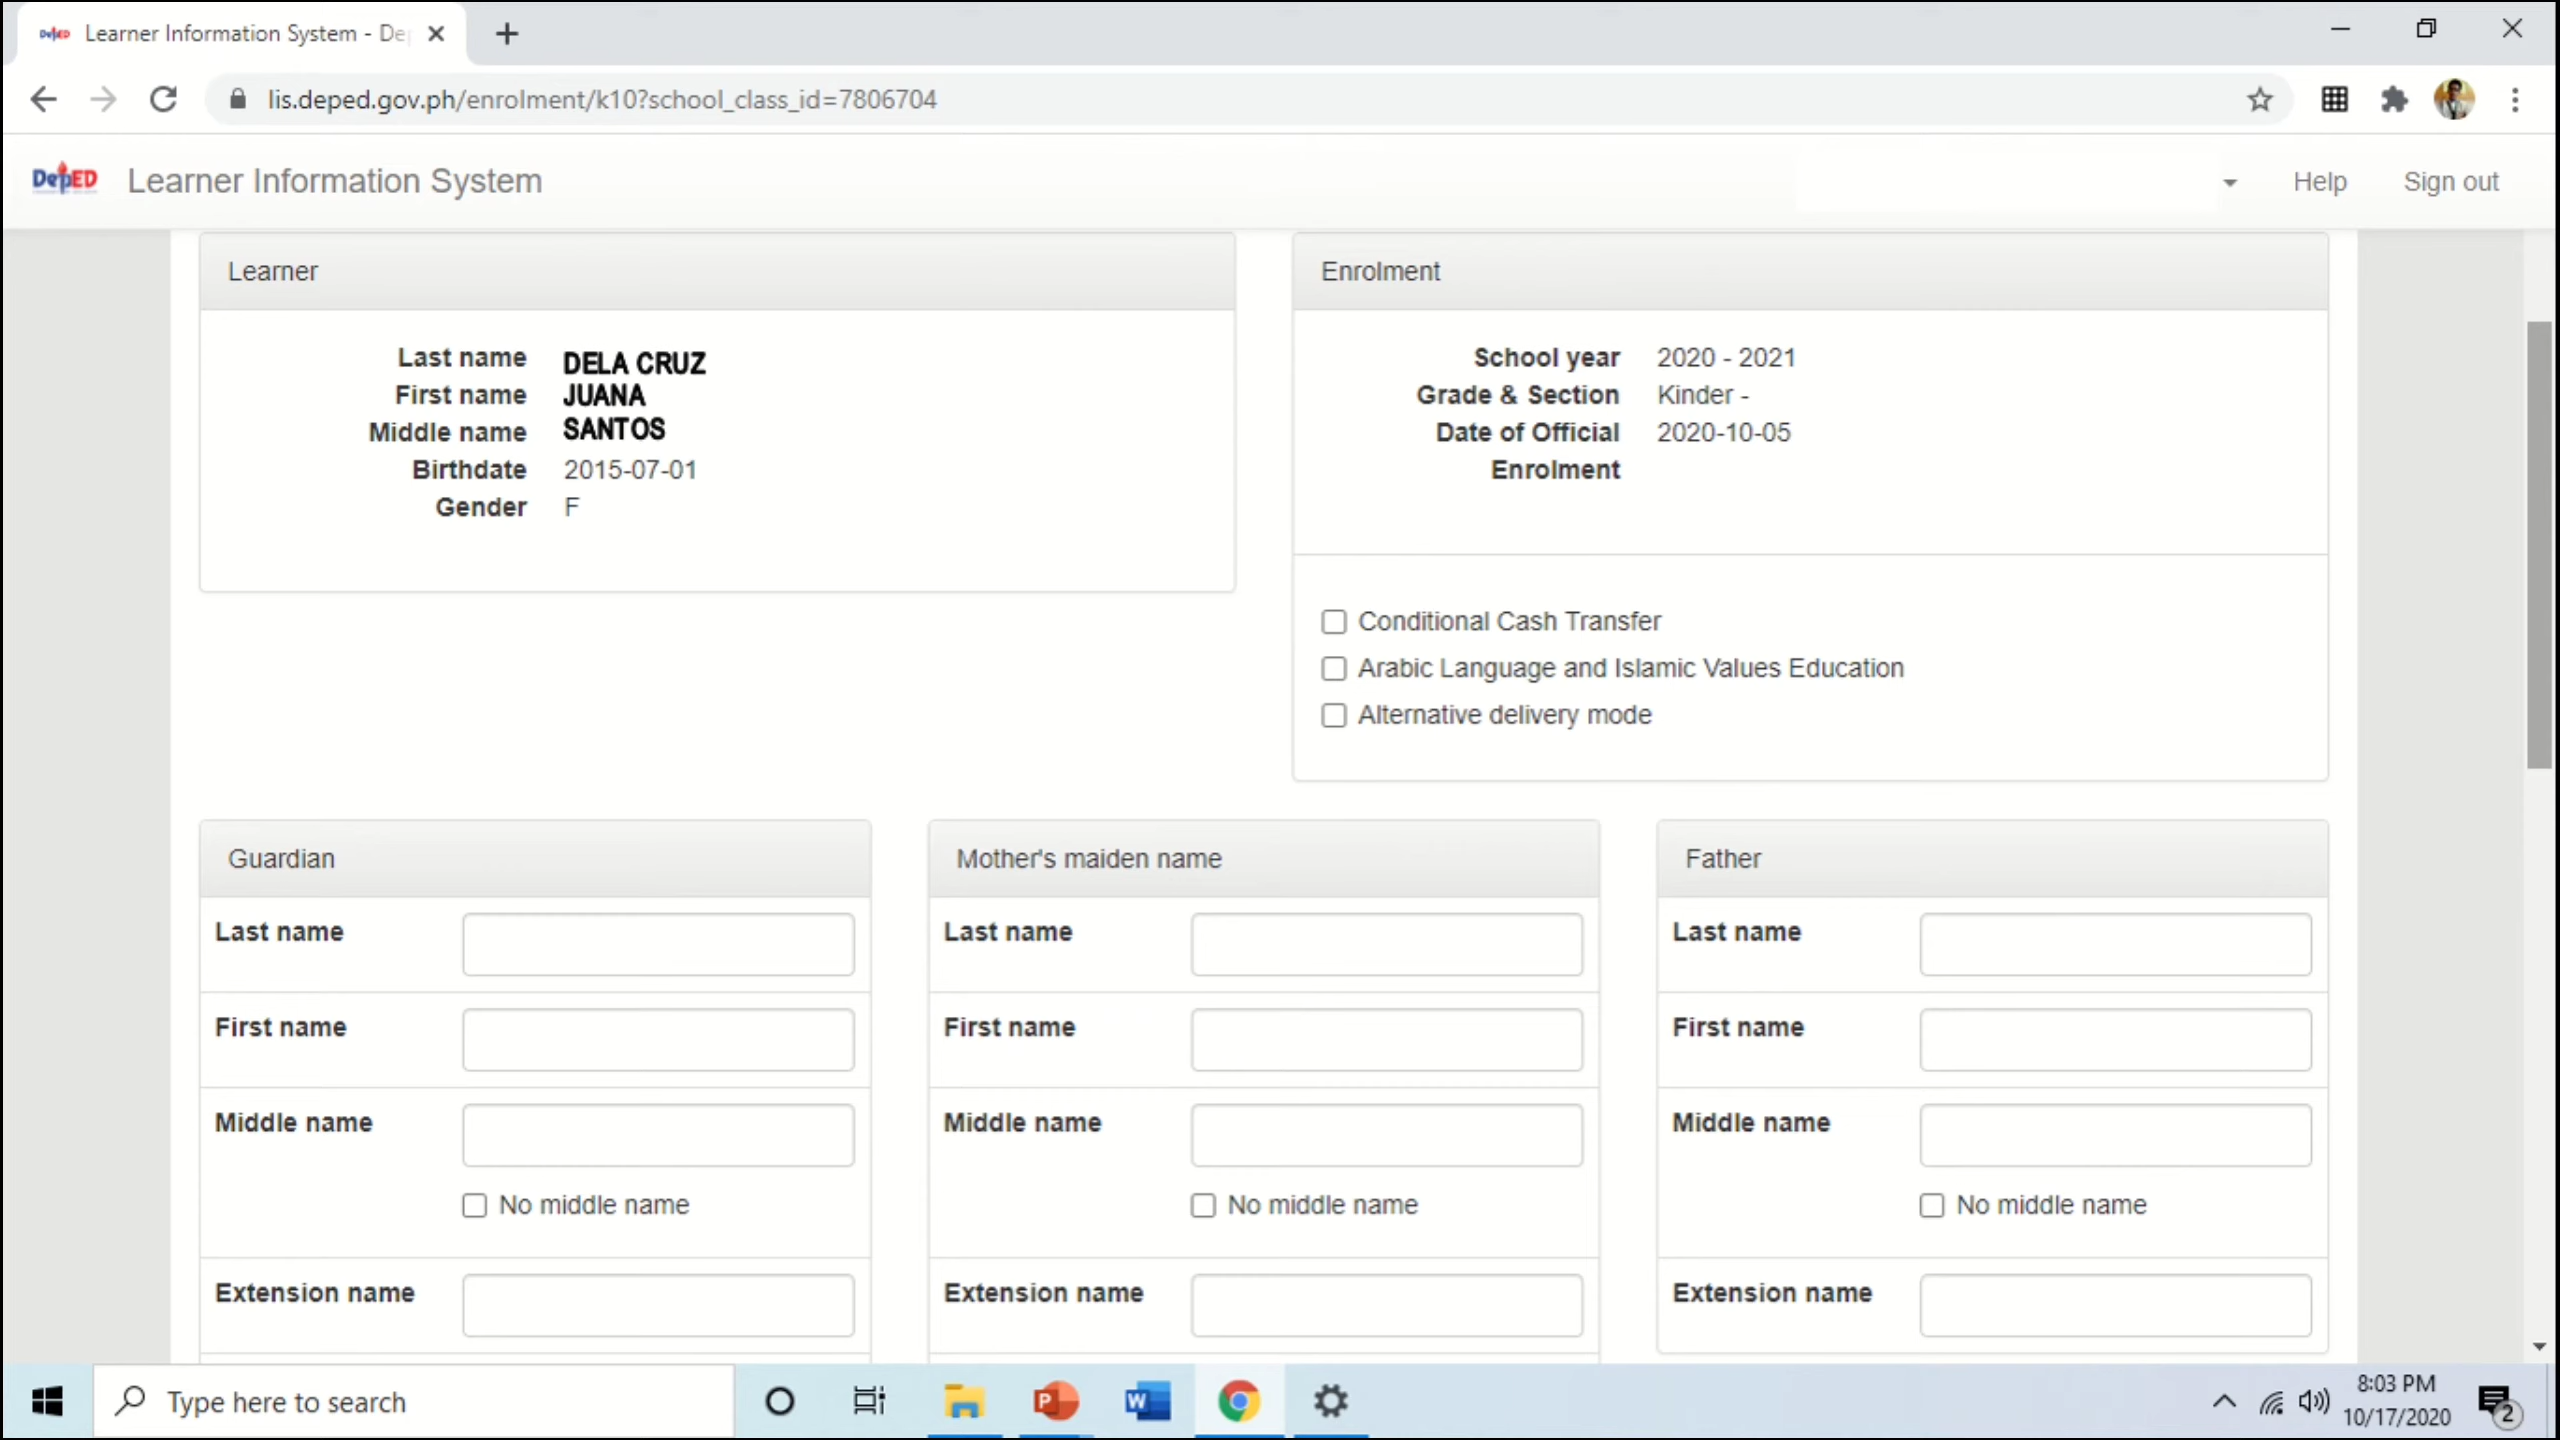 DepED Learner Information System - De
lis.deped.gov.ph/enrolment/k10?school_class_id=7806704
DepED Learner Information System Help Sign out
Learner
Last name DELA CRUZ
First name JUANA
Middle name SANTOS
Birthdate 2015-07-01
Gender F
Enrolment
School year 2020 - 2021
Grade & Section Kinder -
Date of Official 2020-10-05
Enrolment
Conditional Cash Transfer
Arabic Language and Islamic Values Education
Alternative delivery mode
Guardian
Last name
First name
Middle name
No middle name
Extension name
Mother's maiden name
Last name
First name
Middle name
No middle name
Extension name
Father
Last name
First name
Middle name
No middle name
Extension name
Type here to search
P
W
8:03 PM
10/17/2020
2